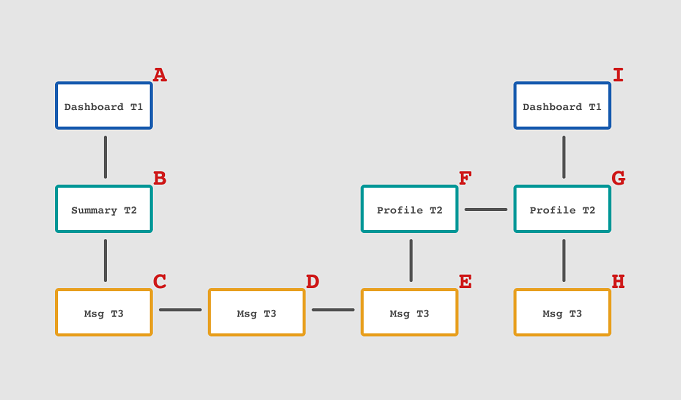 A
I
Dashboard T1
Dashboard T1
B
F
G
Summary T2
Profile T2
Profile T2
C
D
E
H
Msg T3
Msg T3
Msg T3
Msg T3